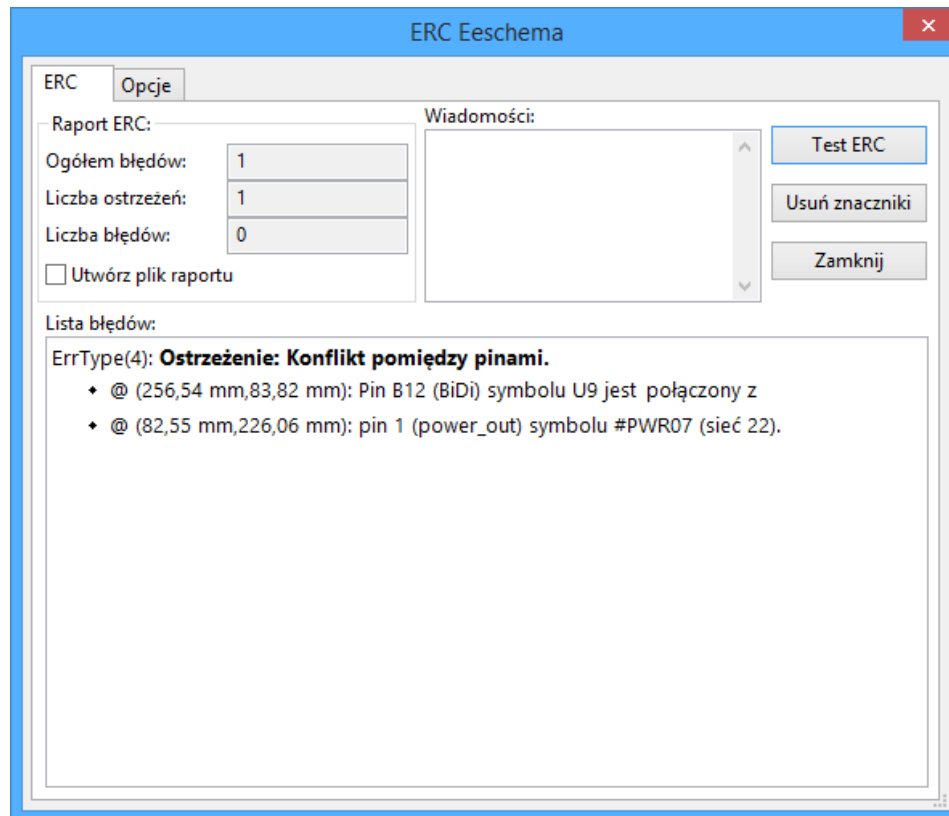 ERC Eeschema
ERC
Opcje
Raport ERC:
Ogółem błędów: 1
Liczba ostrzeżeń: 1
Liczba błędów: 0
Utwórz plik raportu
Wiadomości:
Test ERC
Usuń znaczniki
Zamknij
Lista błędów:
ErrType(4): Ostrzeżenie: Konflikt pomiędzy pinami.
@ (256,54 mm,83,82 mm): Pin B12 (BiDi) symbolu U9 jest połączony z
@ (82,55 mm,226,06 mm): pin 1 (power_out) symbolu #PWR07 (sieć 22).